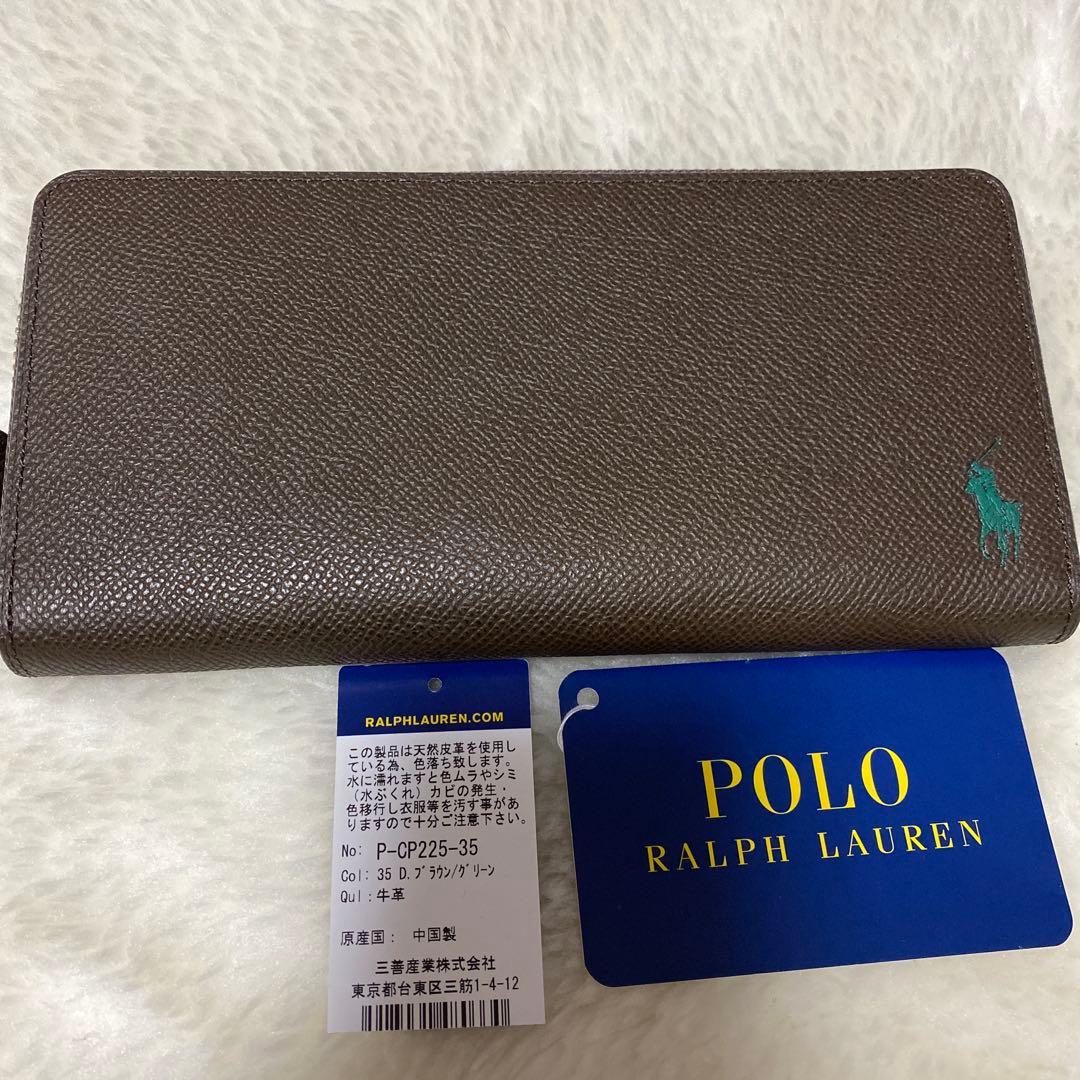 RALPHLAUREN.COM
この製品は天然皮革を使用し
ている為、色落ち致します。
水に濡れますと色ムラやシミ
（水ぶくれ）カビの発生・
色移行し衣服等を汚す事があ
りますので十分ご注意下さい。
No: P-CP225-35
Col: 35 D.ﾌﾞﾗｳﾝ/ｸﾞﾘｰﾝ
Qul:牛革
原産国： 中国製
三善産業株式会社
東京都台東区三筋1-4-12
POLO
RALPH LAUREN